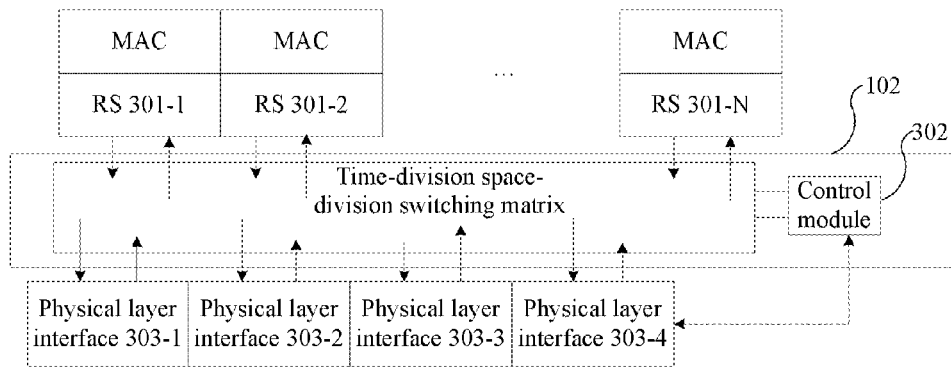 MAC MAC ... MAC
RS 301-1 RS 301-2 RS 301-N
102
302
Time-division space-
division switching matrix
Control
module
Physical layer
interface 303-1
Physical layer
interface 303-2
Physical layer
interface 303-3
Physical layer
interface 303-4